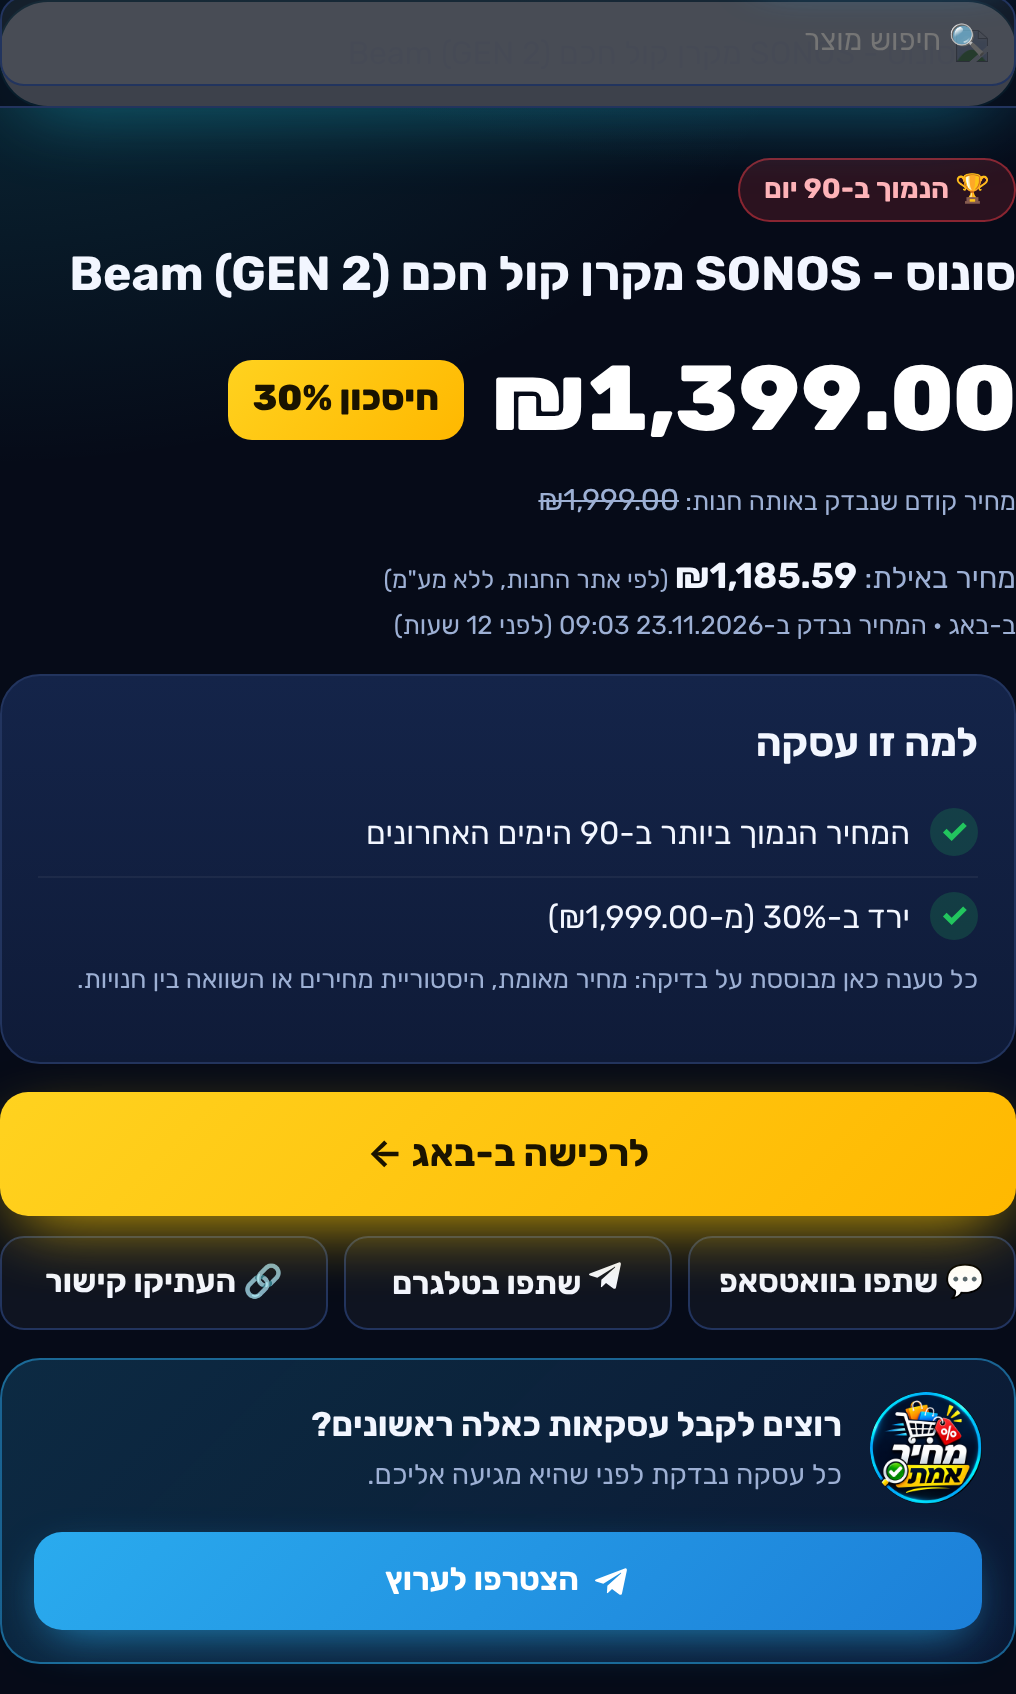 חיפוש מוצר
הנמוך ב-90 יום
סונוס - SONOS מקרן קול חכם Beam (GEN 2)
₪1,399.00
חיסכון 30%
מחיר קודם שנבדק באותה חנות: ₪1,999.00
מחיר באילת: ₪1,185.59 (לפי אתר החנות, ללא מע"מ)
ב-באג • המחיר נבדק ב-23.11.2026 09:03 (לפני 12 שעות)
למה זו עסקה
המחיר הנמוך ביותר ב-90 הימים האחרונים
ירד ב-30% (מ-₪1,999.00)
כל טענה כאן מבוססת על בדיקה: מחיר מאומת, היסטוריית מחירים או השוואה בין חנויות.
לרכישה ב-באג ←
שתפו בוואטסאפ
שתפו בטלגרם
העתיקו קישור
מחיר
אמת
רוצים לקבל עסקאות כאלה ראשונים?
כל עסקה נבדקת לפני שהיא מגיעה אליכם.
הצטרפו לערוץ